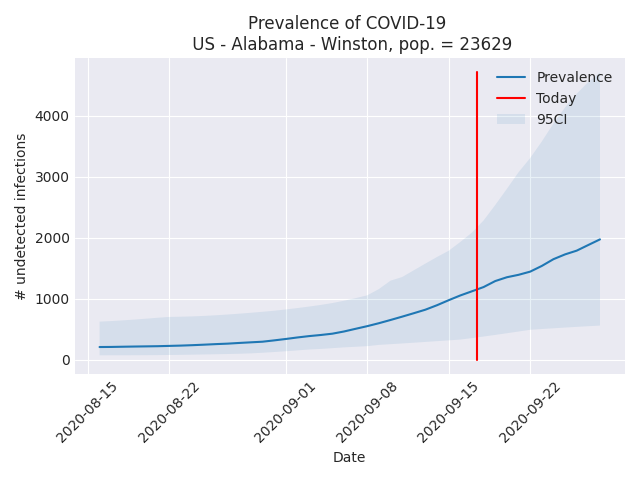 Prevalence of COVID-19
US - Alabama - Winston, pop. = 23629
Prevalence
Today
95CI
# undetected infections
4000
3000
2000
1000
0
2020-08-15
2020-08-22
2020-09-01
2020-09-08
2020-09-15
2020-09-22
Date